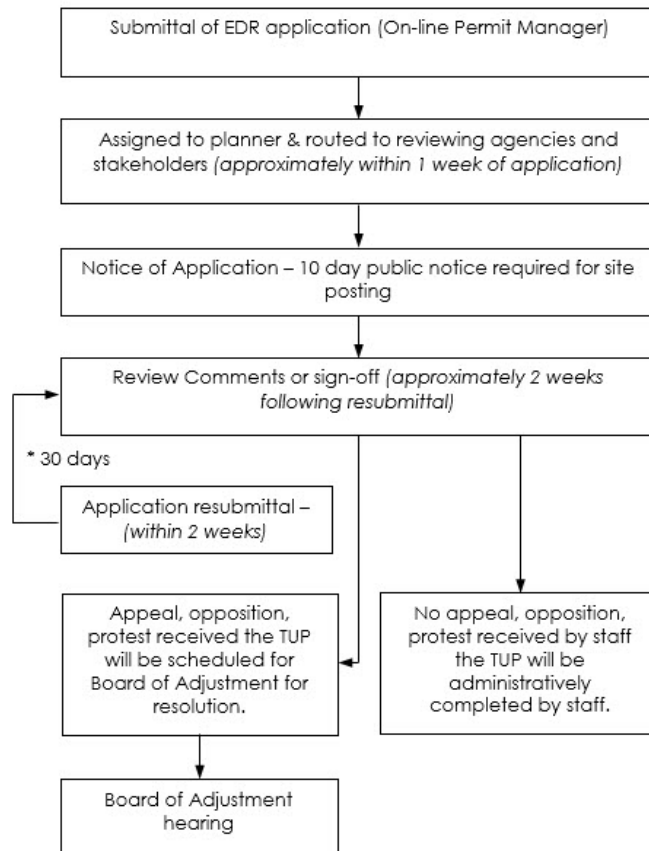 Submittal of EDR application (On-line Permit Manager)
Assigned to planner & routed to reviewing agencies and
stakeholders (approximately within 1 week of application)
Notice of Application – 10 day public notice required for site
posting
Review Comments or sign-off (approximately 2 weeks
following resubmittal)
* 30 days
Application resubmittal –
(within 2 weeks)
Appeal, opposition,
protest received the TUP
will be scheduled for
Board of Adjustment for
resolution.
No appeal, opposition,
protest received by staff
the TUP will be
administratively
completed by staff.
Board of Adjustment
hearing